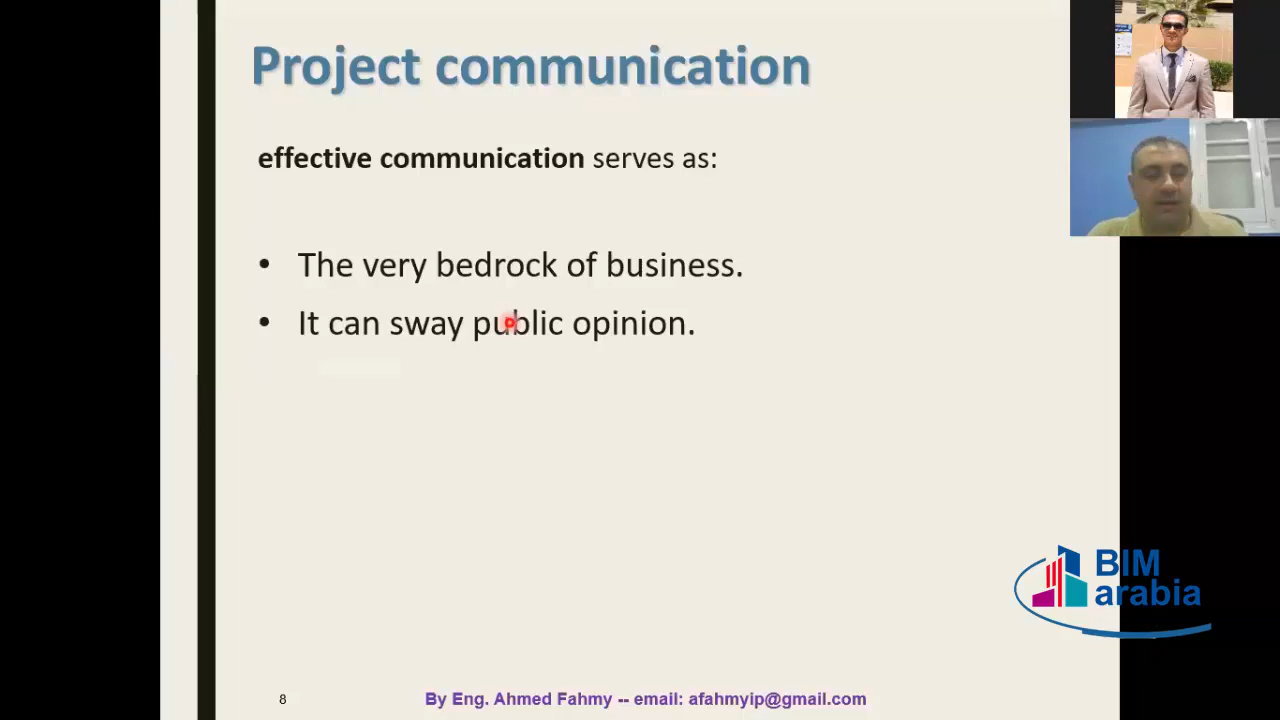 Project communication
effective communication serves as:
• The very bedrock of business.
• It can sway public opinion.
BIM
arabia
8
By Eng. Ahmed Fahmy -- email: afahmyip@gmail.com